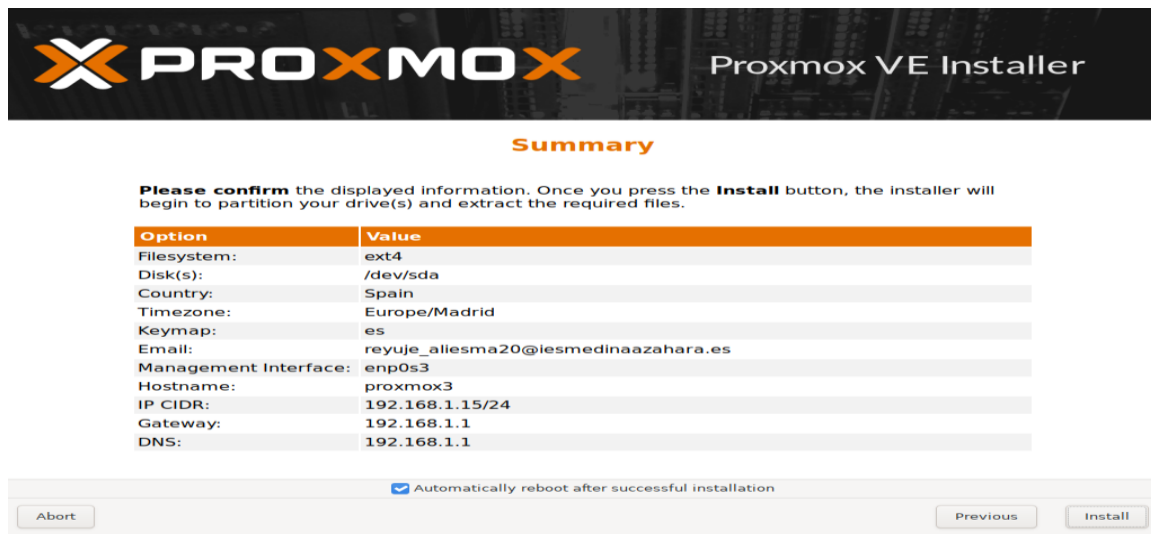 PROXMOX Proxmox VE Installer
Summary
Please confirm the displayed information. Once you press the Install button, the installer will
begin to partition your drive(s) and extract the required files.
Option Value
Filesystem: ext4
Disk(s): /dev/sda
Country: Spain
Timezone: Europe/Madrid
Keymap: es
Email: reyuje_aliesma20@iesmedinaazahara.es
Management Interface: enp0s3
Hostname: proxmox3
IP CIDR: 192.168.1.15/24
Gateway: 192.168.1.1
DNS: 192.168.1.1
Automatically reboot after successful installation
Abort Previous Install